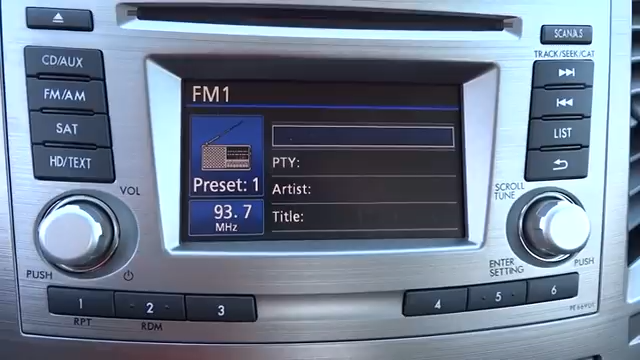 SCAN/A.S
TRACK/SEEK/CAT
CD/AUX
FM/AM
SAT
HD/TEXT
FM1
Preset: 1
93.7
MHz
PTY:
Artist:
Title:
LIST
VOL
PUSH
SCROLL
TUNE
ENTER
SETTING
PUSH
1
2
3
4
5
6
RPT
RDM